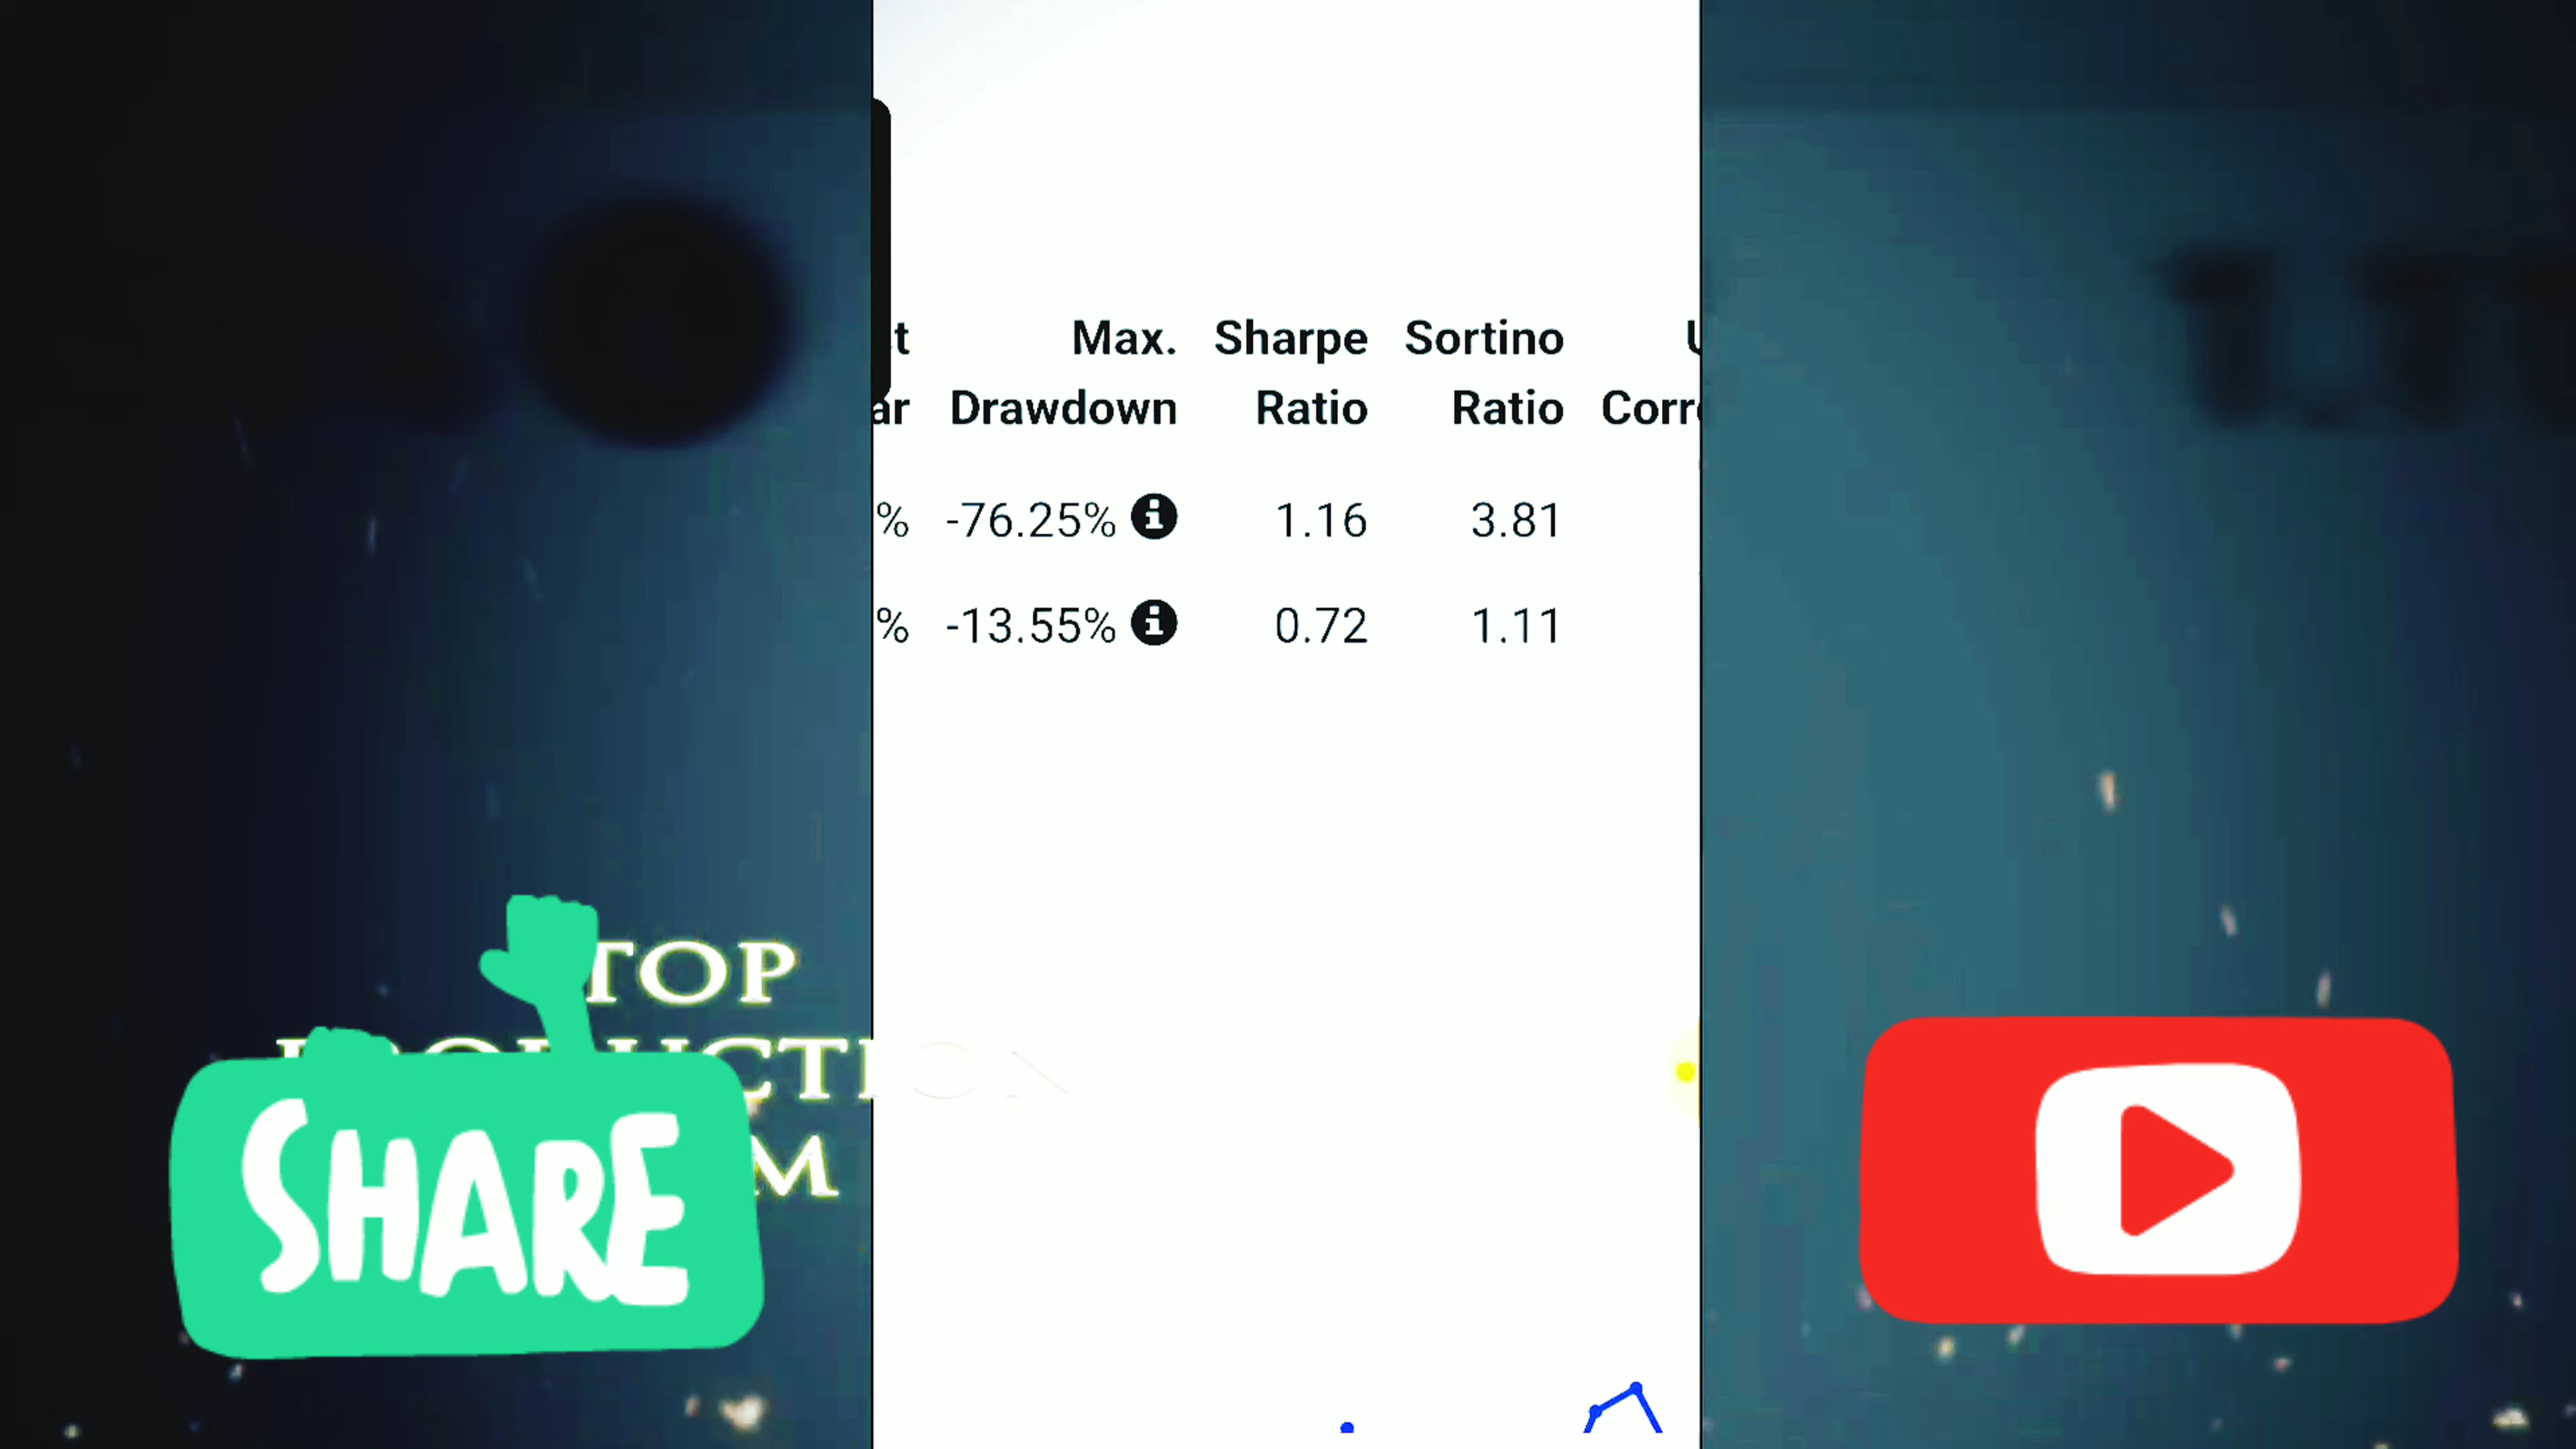 Max. Sharpe Sortino
Drawdown Ratio Ratio
% -76.25% 1.16 3.81
% -13.55% 0.72 1.11
TOP
SHARE